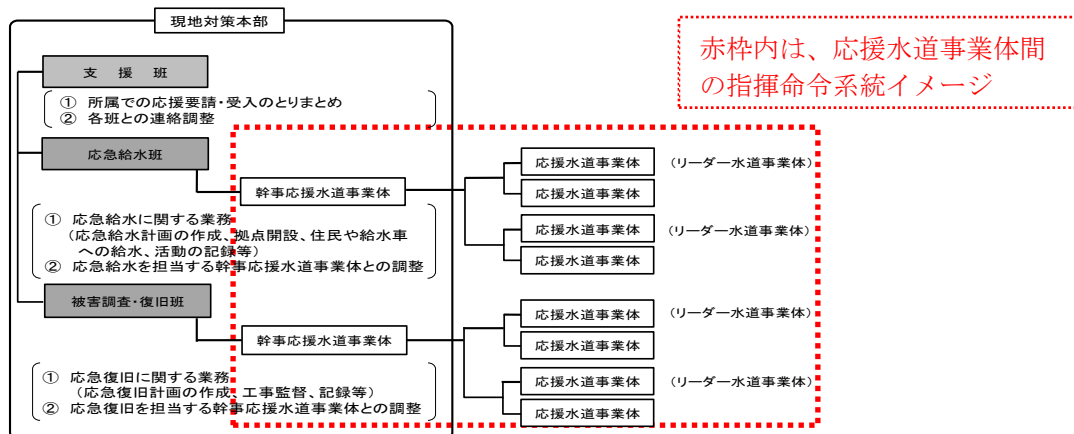 現地対策本部
赤枠内は、応援水道事業体間
の指揮命令系統イメージ
支 援 班
① 所属での応援要請・受入のとりまとめ
② 各班との連絡調整
応急給水班
幹事応援水道事業体
応援水道事業体 (リーダー水道事業体)
応援水道事業体
応援水道事業体 (リーダー水道事業体)
応援水道事業体
① 応急給水に関する業務
(応急給水計画の作成、拠点開設、住民や給水車
への給水、活動の記録等)
② 応急給水を担当する幹事応援水道事業体との調整
被害調査・復旧班
幹事応援水道事業体
応援水道事業体 (リーダー水道事業体)
応援水道事業体
応援水道事業体 (リーダー水道事業体)
応援水道事業体
① 応急復旧に関する業務
(応急復旧計画の作成、工事監督、記録等)
② 応急復旧を担当する幹事応援水道事業体との調整